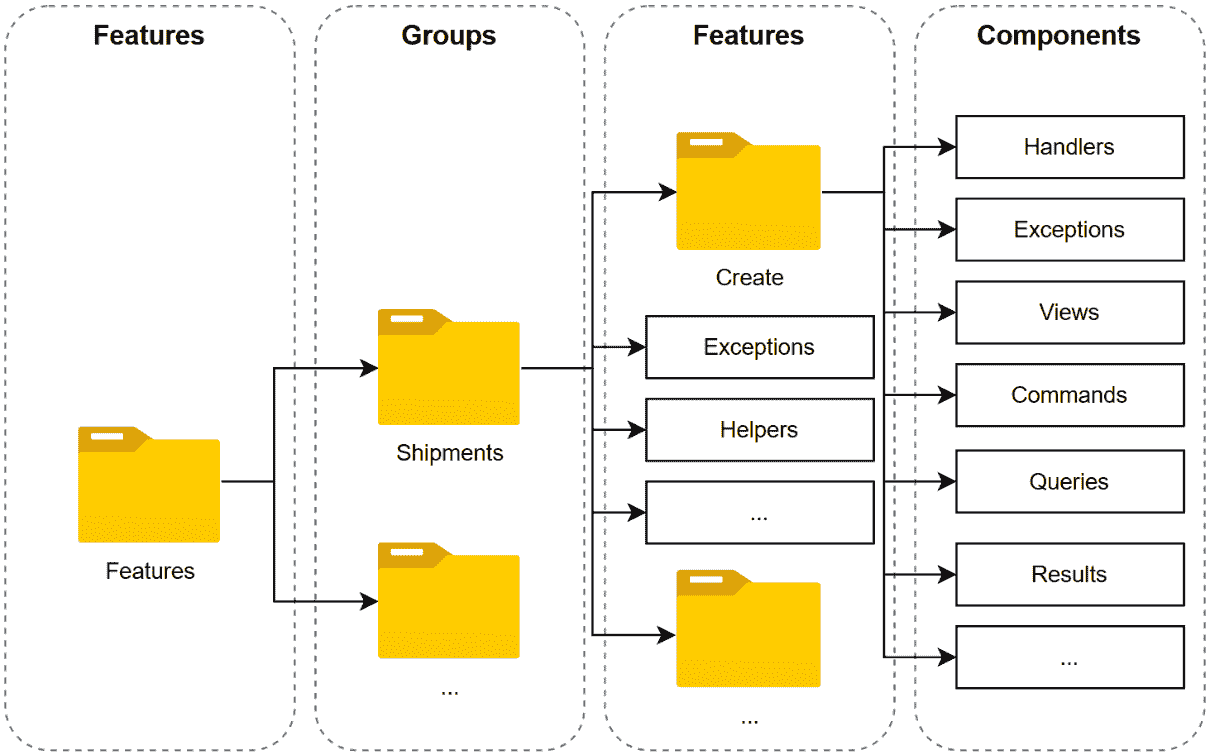 Features
Groups
Features
Components
Features
Shipments
...
Create
Exceptions
Helpers
...
...
Handlers
Exceptions
Views
Commands
Queries
Results
...